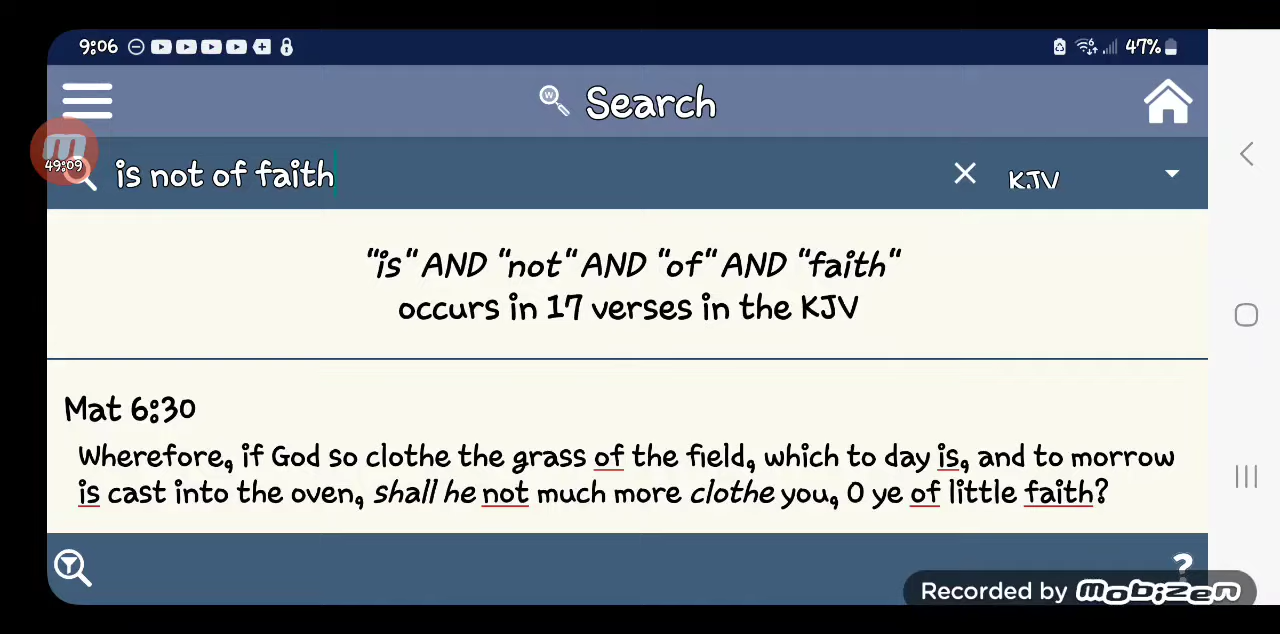 9:06
47%
Search
49:09
is not of faith
KJV
"is" AND "not" AND "of" AND "faith"
occurs in 17 verses in the KJV
Mat 6:30
Wherefore, if God so clothe the grass of the field, which to day is, and to morrow
is cast into the oven, shall he not much more clothe you, O ye of little faith?
?
Recorded by mobizen